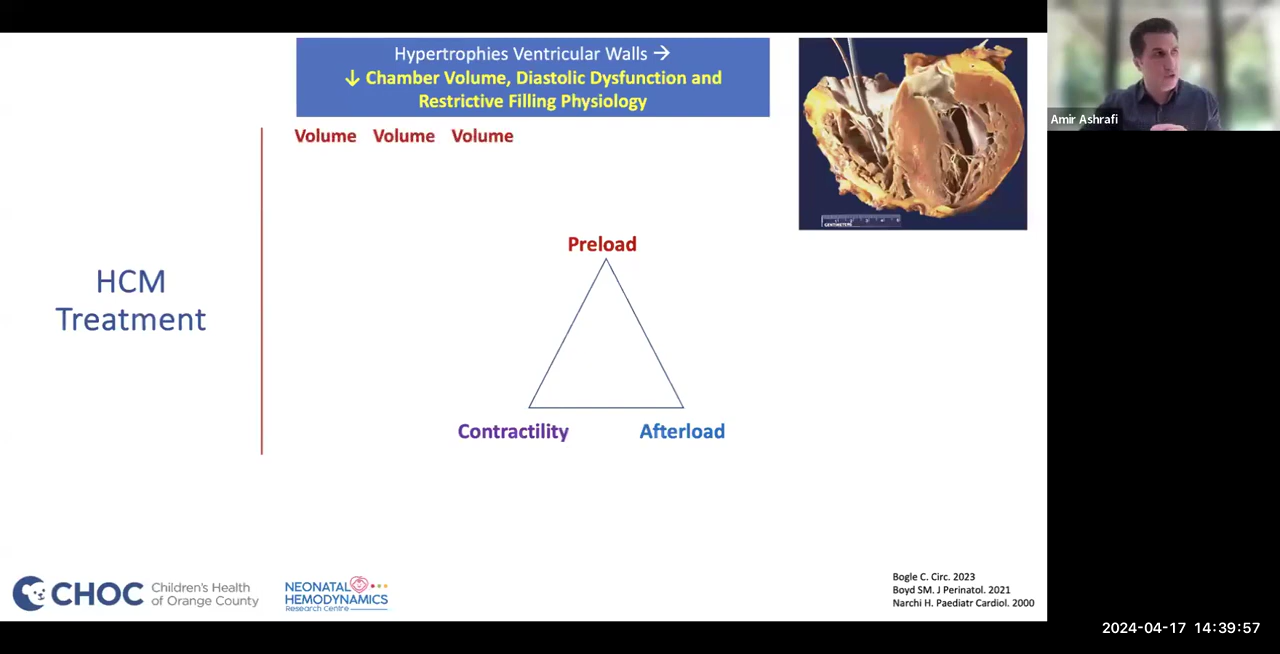 Hypertrophies Ventricular Walls →
↓ Chamber Volume, Diastolic Dysfunction and
Restrictive Filling Physiology
Volume Volume Volume
Amir Ashrafi
CENTIMETERS
Preload
HCM
Treatment
Contractility
Afterload
CHOC
Children's Health
of Orange County
NEONATAL
HEMODYNAMICS
Research Centre
Bogle C. Circ. 2023
Boyd SM. J Perinatol. 2021
Narchi H. Paediatr Cardiol. 2000
2024-04-17 14:39:57